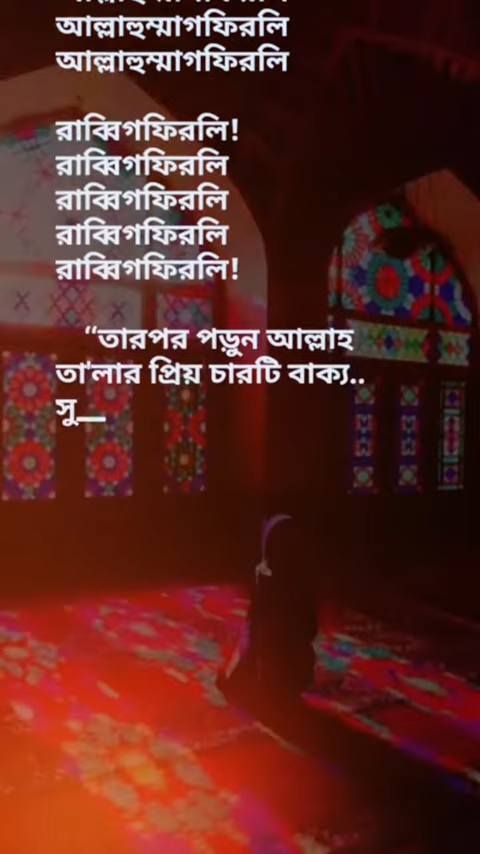 আল্লাহুম্মাগফিরলি
আল্লাহুম্মাগফিরলি

রাব্বিগফিরলি!
রাব্বিগফিরলি
রাব্বিগফিরলি
রাব্বিগফিরলি
রাব্বিগফিরলি!

“তারপর পড়ুন আল্লাহ
তা'লার প্রিয় চারটি বাক্য..
সু__